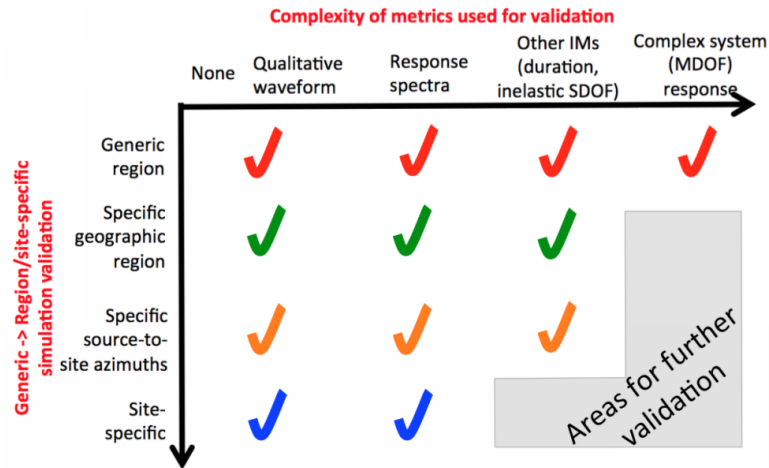 Complexity of metrics used for validation
None
Qualitative
waveform
Response
spectra
Other IMs
(duration,
inelastic SDOF)
Complex system
(MDOF)
response
Generic -> Region/site-specific
simulation validation
Generic
region
Specific
geographic
region
Specific
source-to-
site azimuths
Site-
specific
Areas for further
validation